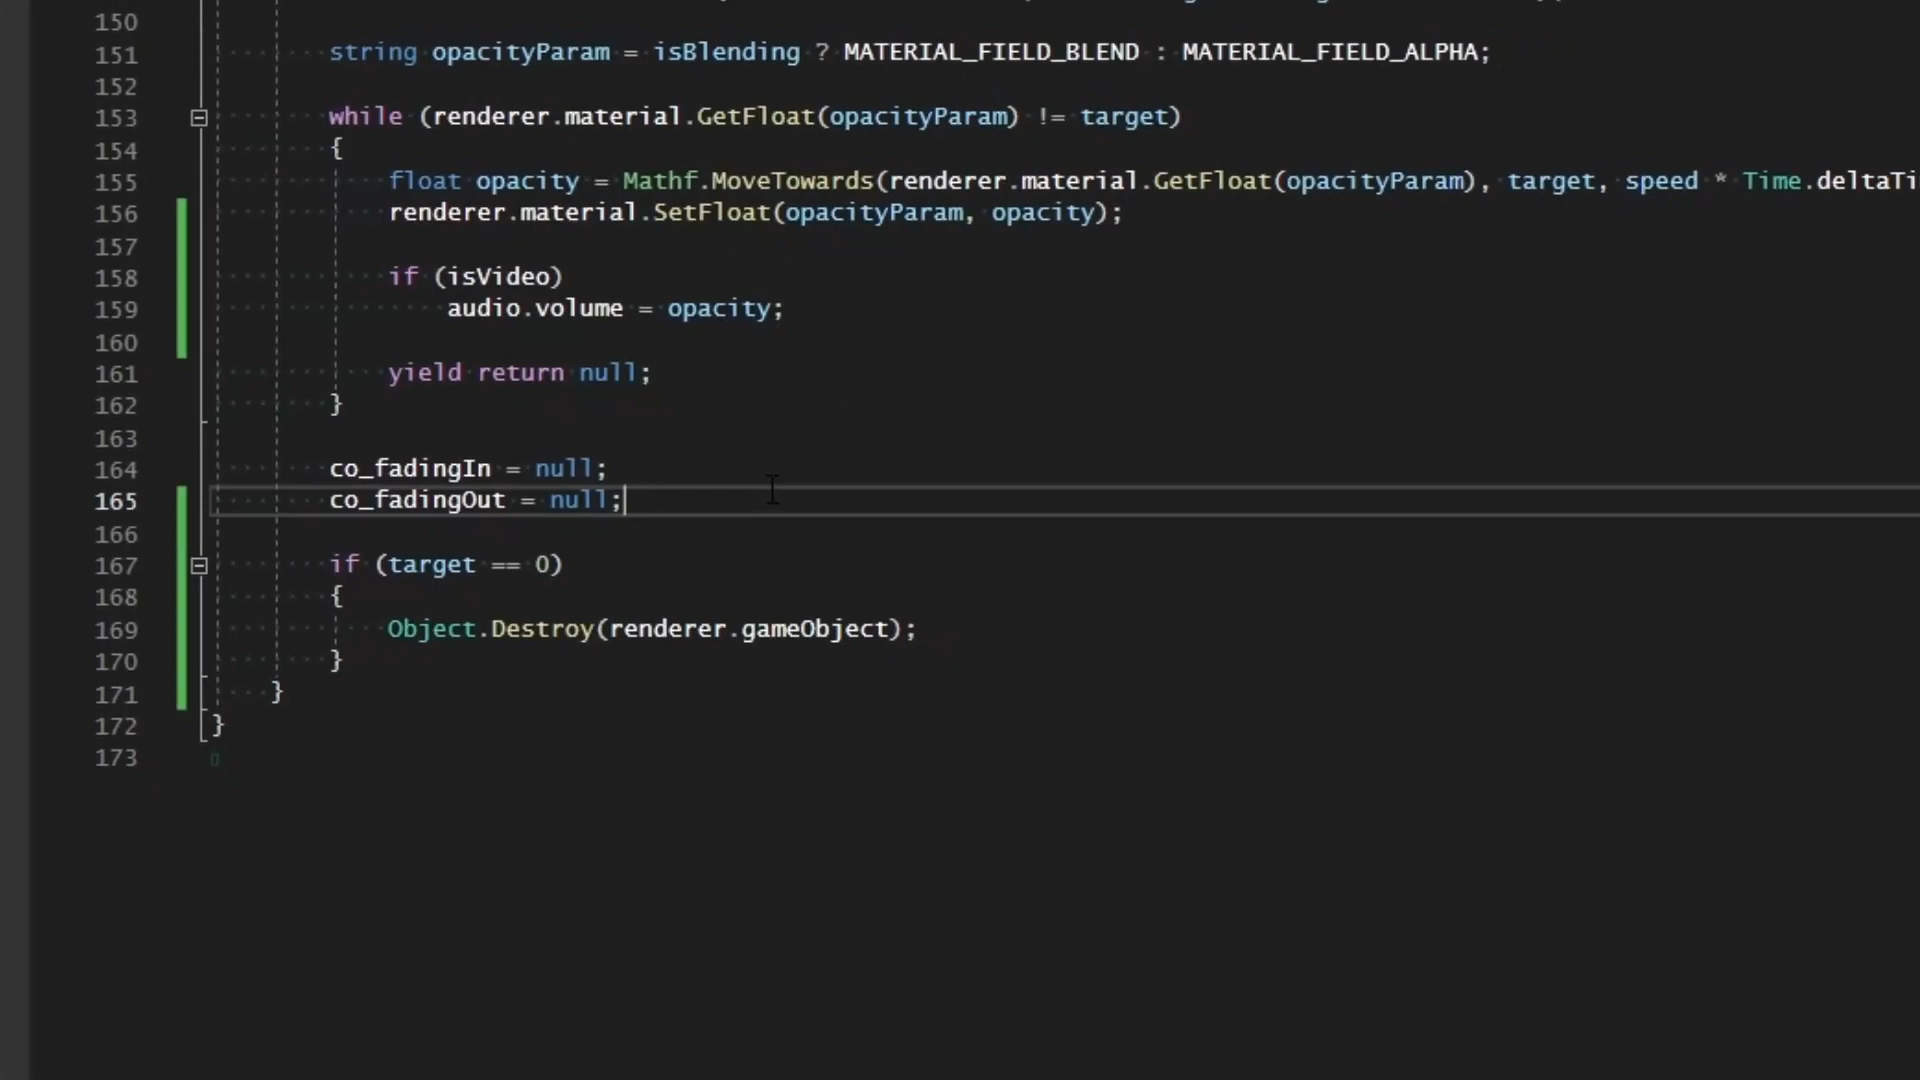 150
151 string opacityParam = isBlending ? MATERIAL_FIELD_BLEND : MATERIAL_FIELD_ALPHA;
152
153 while (renderer.material.GetFloat(opacityParam) != target)
154 {
155 float opacity = Mathf.MoveTowards(renderer.material.GetFloat(opacityParam), target, speed * Time.deltaTi
156 renderer.material.SetFloat(opacityParam, opacity);
157
158 if (isVideo)
159 audio.volume = opacity;
160
161 yield return null;
162 }
163
164 co_fadingIn = null;
165 co_fadingOut = null;
166
167 if (target == 0)
168 {
169 Object.Destroy(renderer.gameObject);
170 }
171 }
172 }
173